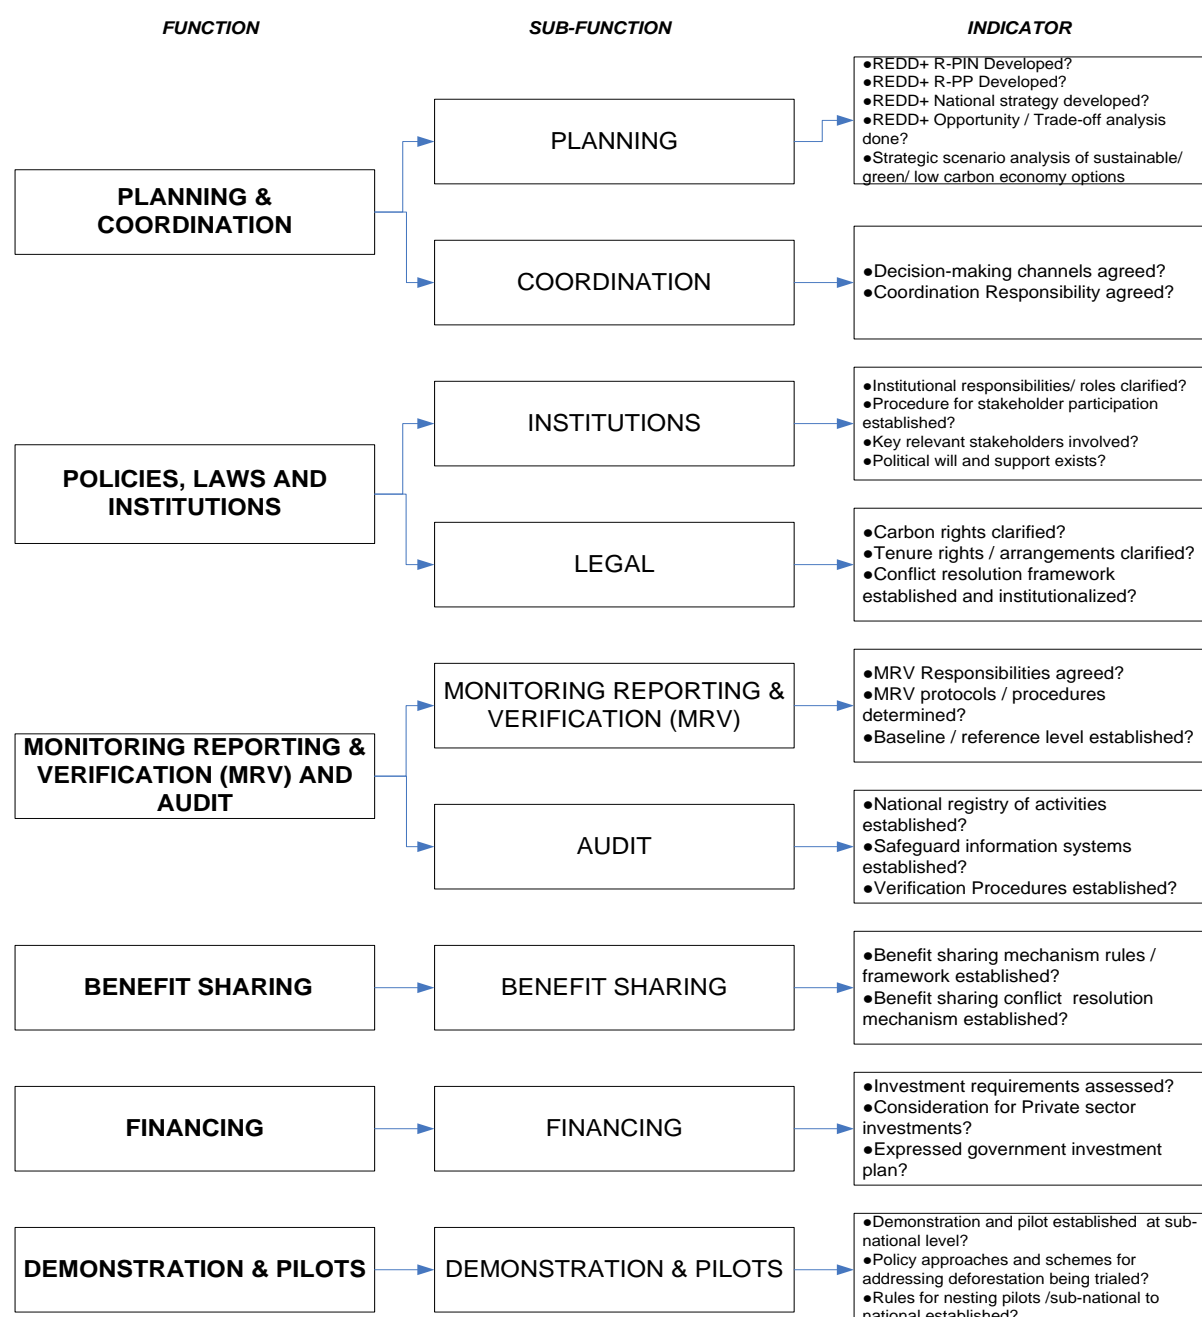 FUNCTION
SUB-FUNCTION
INDICATOR
PLANNING &
COORDINATION
PLANNING
●REDD+ R-PIN Developed?
●REDD+ R-PP Developed?
●REDD+ National strategy developed?
●REDD+ Opportunity / Trade-off analysis
done?
●Strategic scenario analysis of sustainable/
green/ low carbon economy options
COORDINATION
●Decision-making channels agreed?
●Coordination Responsibility agreed?
POLICIES, LAWS AND
INSTITUTIONS
INSTITUTIONS
●Institutional responsibilities/ roles clarified?
●Procedure for stakeholder participation
established?
●Key relevant stakeholders involved?
●Political will and support exists?
LEGAL
●Carbon rights clarified?
●Tenure rights / arrangements clarified?
●Conflict resolution framework
established and institutionalized?
MONITORING REPORTING &
VERIFICATION (MRV) AND
AUDIT
MONITORING REPORTING &
VERIFICATION (MRV)
●MRV Responsibilities agreed?
●MRV protocols / procedures
determined?
●Baseline / reference level established?
AUDIT
●National registry of activities
established?
●Safeguard information systems
established?
●Verification Procedures established?
BENEFIT SHARING
BENEFIT SHARING
●Benefit sharing mechanism rules /
framework established?
●Benefit sharing conflict  resolution
mechanism established?
FINANCING
FINANCING
●Investment requirements assessed?
●Consideration for Private sector
investments?
●Expressed government investment
plan?
DEMONSTRATION & PILOTS
DEMONSTRATION & PILOTS
●Demonstration and pilot established  at sub-
national level?
●Policy approaches and schemes for
addressing deforestation being trialed?
●Rules for nesting pilots /sub-national to
national established?